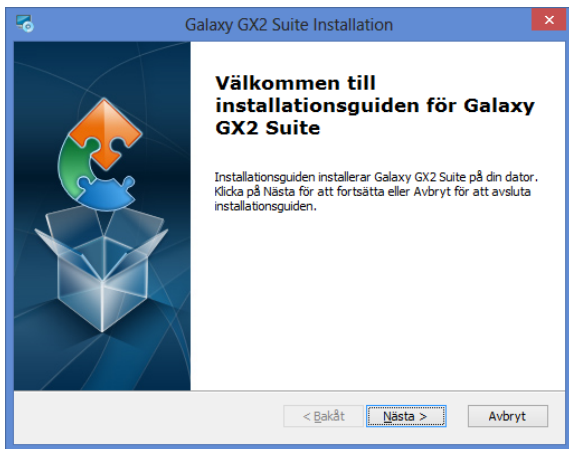 Galaxy GX2 Suite Installation
Välkommen till
installationsguiden för Galaxy
GX2 Suite
Installationsguiden installerar Galaxy GX2 Suite på din dator.
Klicka på Nästa för att fortsätta eller Avbryt för att avsluta
installationsguiden.
< Bakåt Nästa > Avbryt